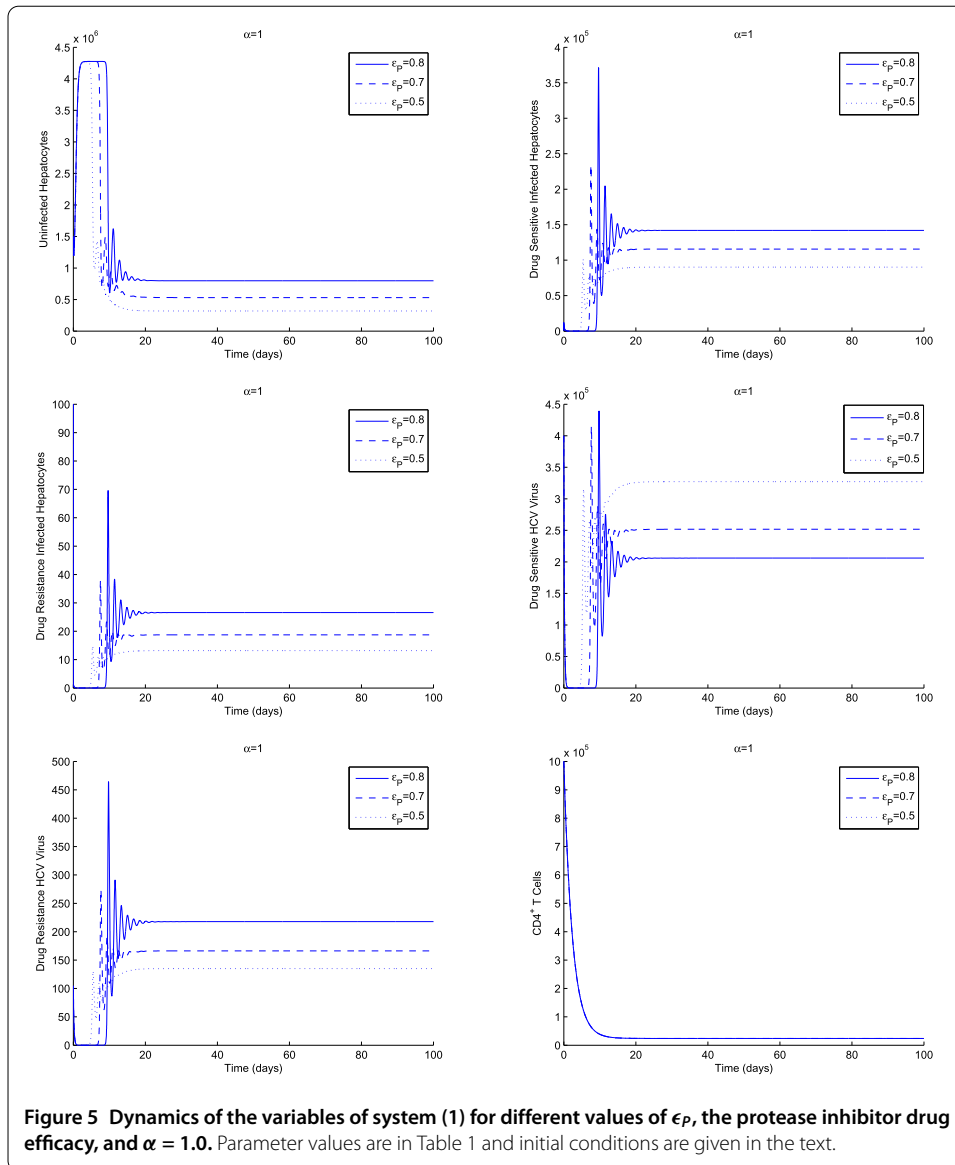 α=1
x 10⁶
4.5
4
3.5
3
2.5
2
1.5
1
0.5
0
Uninfected Hepatocytes
0 20 40 60 80 100
Time (days)
ε_P=0.8
ε_P=0.7
ε_P=0.5
α=1
x 10⁵
4
3.5
3
2.5
2
1.5
1
0.5
0
Drug Sensitive Infected Hepatocytes
0 20 40 60 80 100
Time (days)
ε_P=0.8
ε_P=0.7
ε_P=0.5
α=1
100
90
80
70
60
50
40
30
20
10
0
Drug Resistance Infected Hepatocytes
0 20 40 60 80 100
Time (days)
ε_P=0.8
ε_P=0.7
ε_P=0.5
α=1
x 10⁵
4.5
4
3.5
3
2.5
2
1.5
1
0.5
0
Drug Sensitive HCV Virus
0 20 40 60 80 100
Time (days)
ε_P=0.8
ε_P=0.7
ε_P=0.5
α=1
500
450
400
350
300
250
200
150
100
50
0
Drug Resistance HCV Virus
0 20 40 60 80 100
Time (days)
ε_P=0.8
ε_P=0.7
ε_P=0.5
α=1
x 10⁵
10
9
8
7
6
5
4
3
2
1
0
CD4⁺ T Cells
0 20 40 60 80 100
Time (days)
ε_P=0.8
ε_P=0.7
ε_P=0.5
Figure 5 Dynamics of the variables of system (1) for different values of ϵ_P, the protease inhibitor drug
efficacy, and α = 1.0. Parameter values are in Table 1 and initial conditions are given in the text.